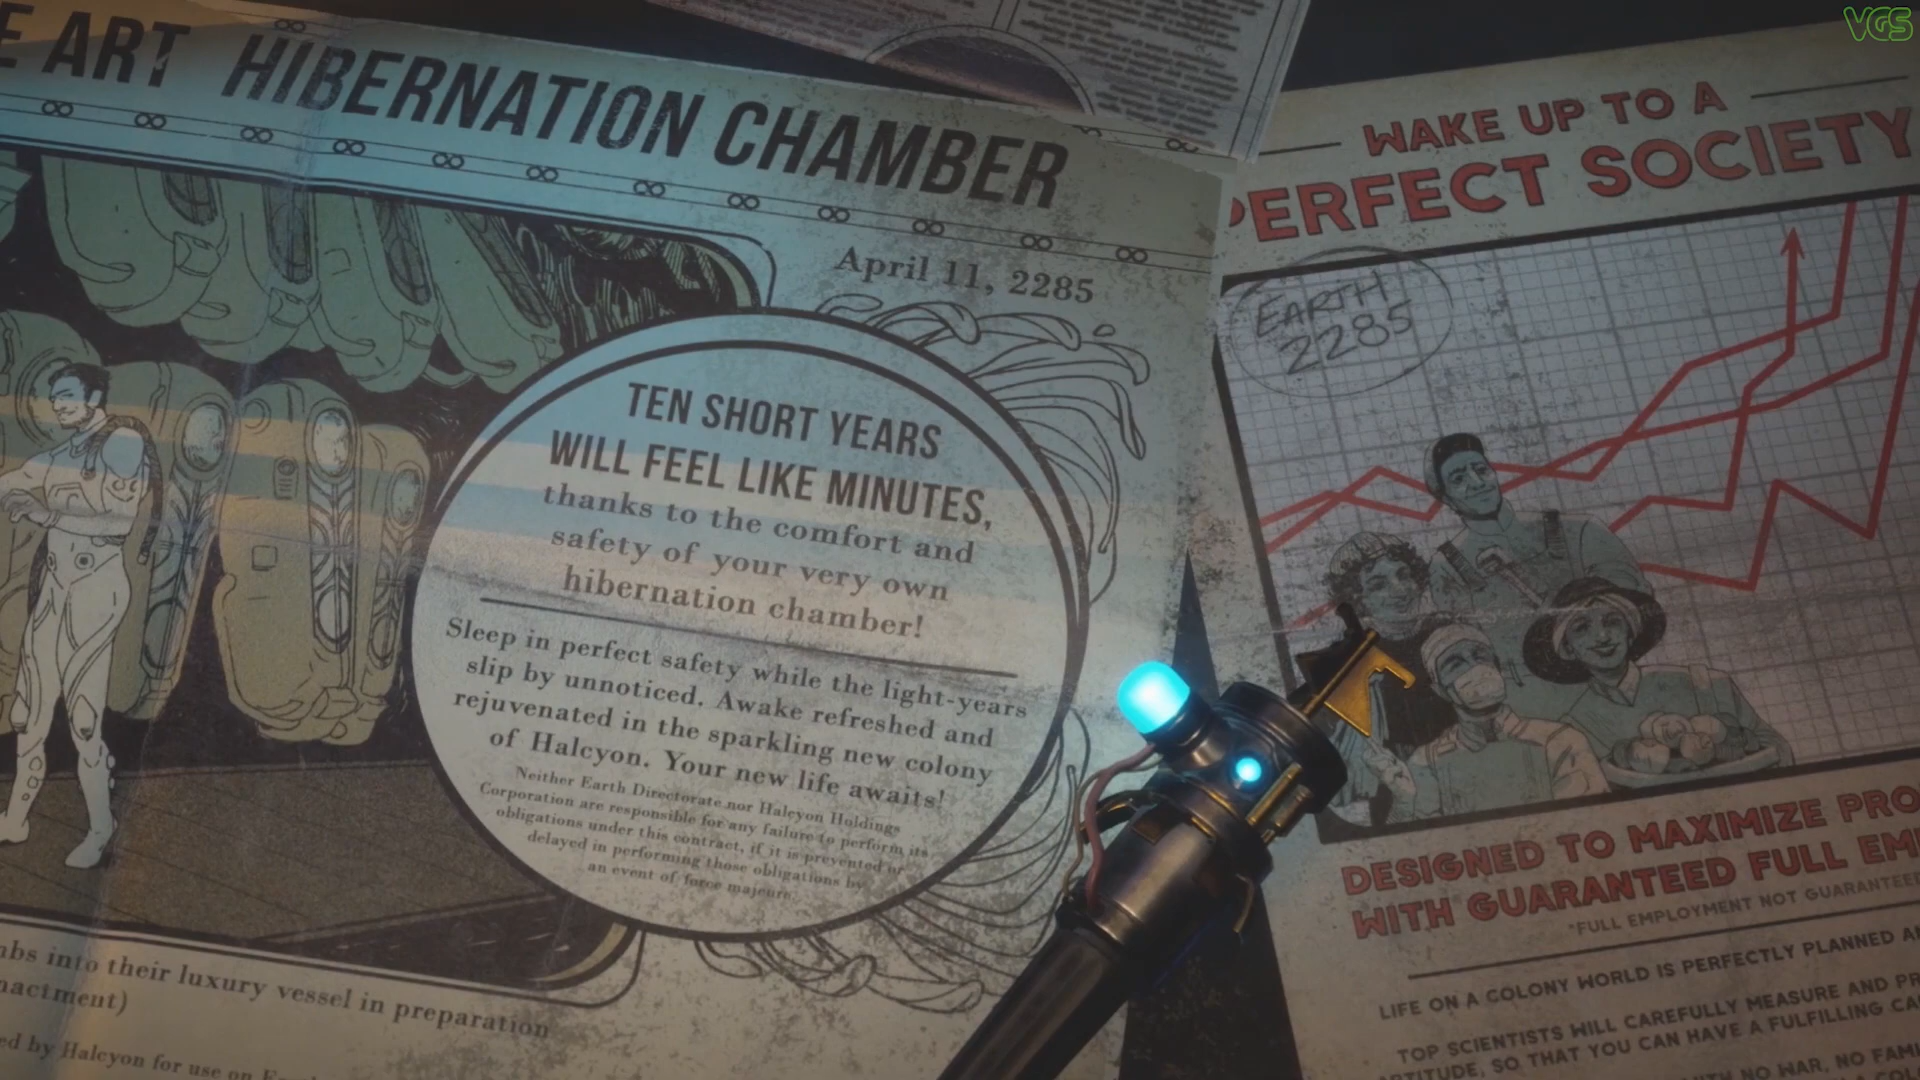 E ART HIBERNATION CHAMBER
April 11, 2285
TEN SHORT YEARS
WILL FEEL LIKE MINUTES,
thanks to the comfort and
safety of your very own
hibernation chamber!
Sleep in perfect safety while the light-years
slip by unnoticed. Awake refreshed and
rejuvenated in the sparkling new colony
of Halcyon. Your new life awaits!
Neither Earth Directorate nor Halcyon Holdings
Corporation are responsible for any failure to perform its
obligations under this contract, if it is prevented or
delayed in performing those obligations by
an event of force majeure.
mbs into their luxury vessel in preparation
nactment)
ed by Halcyon for use on
VGS
WAKE UP TO A
PERFECT SOCIETY
EARTH
2285
DESIGNED TO MAXIMIZE PRO
WITH GUARANTEED FULL EM
*FULL EMPLOYMENT NOT GUARANTEED
LIFE ON A COLONY WORLD IS PERFECTLY PLANNED AN
TOP SCIENTISTS WILL CAREFULLY MEASURE AND PR
APTITUDE, SO THAT YOU CAN HAVE A FULFILLING CA
WITH NO WAR, NO FAMI